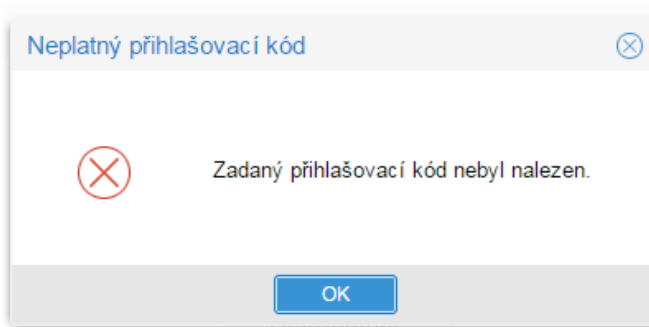 Neplatný přihlašovací kód
Zadaný přihlašovací kód nebyl nalezen.
OK